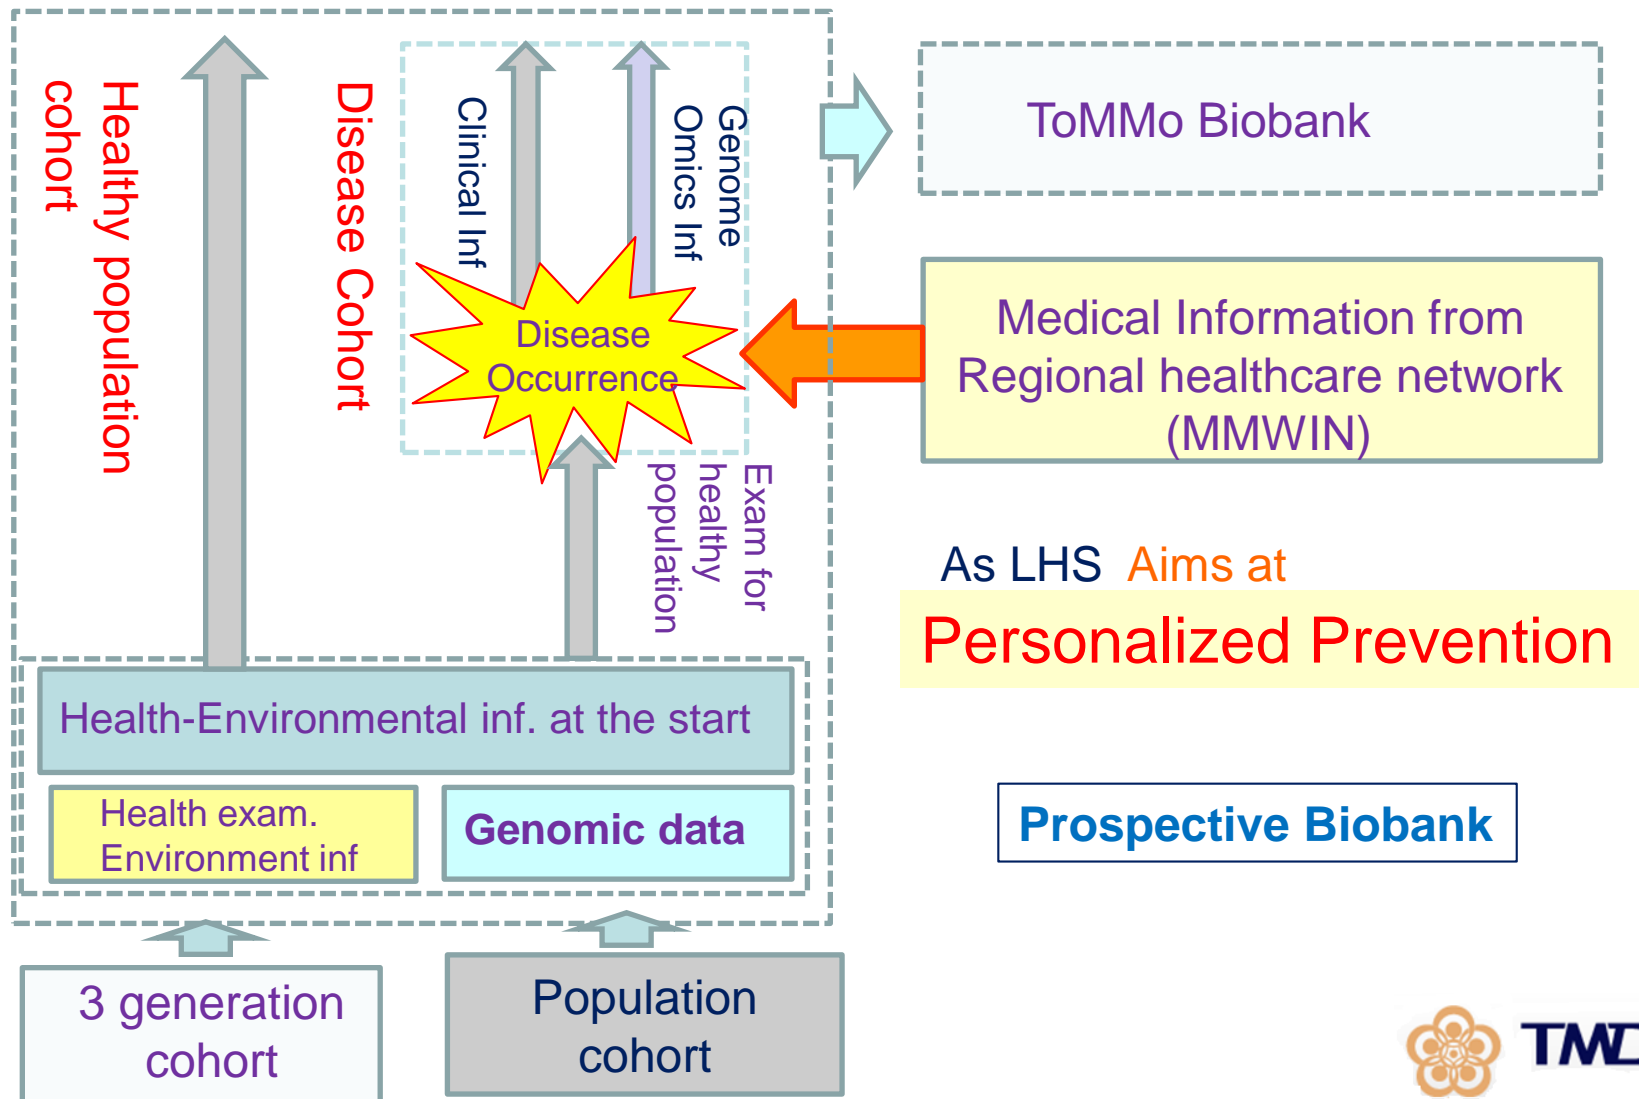 Healthy population
cohort
Disease Cohort
Clinical Inf
Genome
Omics Inf
Disease
Occurrence
Exam for
healthy
population
Health-Environmental inf. at the start
Health exam.
Environment inf
Genomic data
3 generation
cohort
Population
cohort
ToMMo Biobank
Medical Information from
Regional healthcare network
(MMWIN)
As LHS Aims at
Personalized Prevention
Prospective Biobank